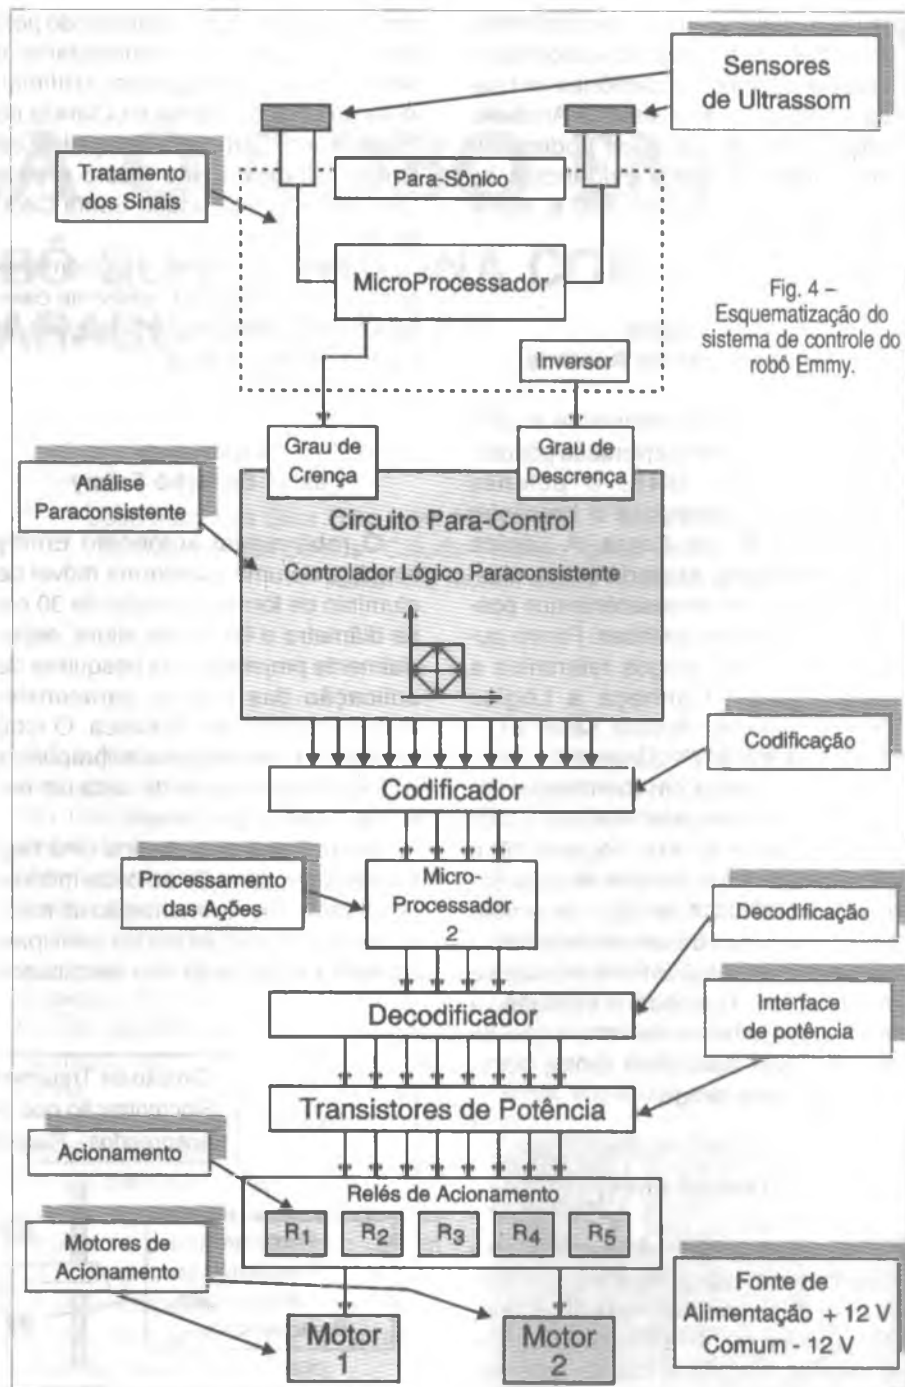 Sensores
de Ultrassom
Tratamento
dos Sinais
Para-Sônico
MicroProcessador
Fig. 4 –
Esquematização do
sistema de controle do
robô Emmy.
Inversor
Grau de
Crença
Grau de
Descrença
Análise
Paraconsistente
Circuito Para-Control
Controlador Lógico Paraconsistente
Codificação
Codificador
Processamento
das Ações
Micro-
Processador
2
Decodificação
Decodificador
Interface
de potência
Transistores de Potência
Acionamento
Relés de Acionamento
R1 R2 R3 R4 R5
Motores de
Acionamento
Motor
1
Motor
2
Fonte de
Alimentação + 12 V
Comum - 12 V